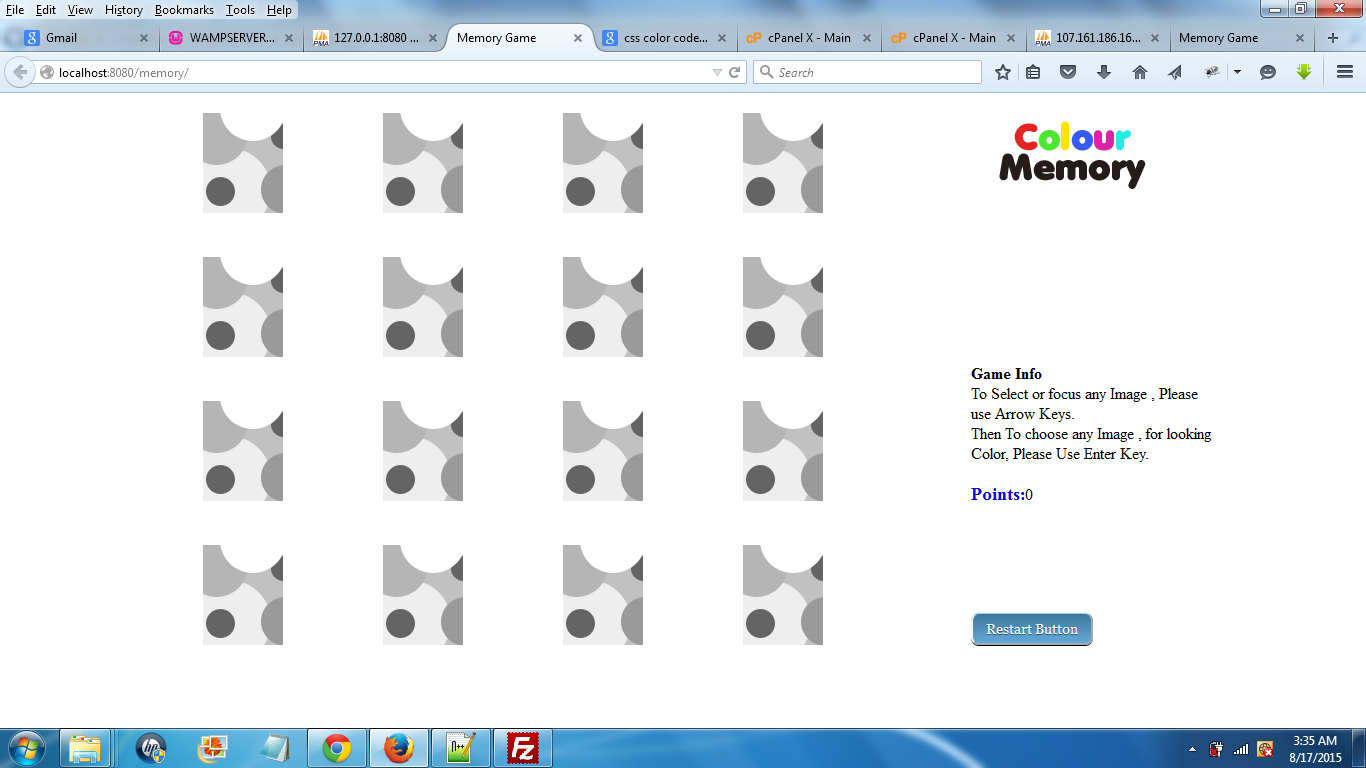 File Edit View History Bookmarks Tools Help
Gmail
WAMPSERVER...
127.0.0.1:8080 ...
Memory Game
css color code...
cPanel X - Main
cPanel X - Main
107.161.186.16...
Memory Game
localhost:8080/memory/
Search
Colour
Memory
Game Info
To Select or focus any Image , Please
use Arrow Keys.
Then To choose any Image , for looking
Color, Please Use Enter Key.
Points:0
Restart Button
3:35 AM
8/17/2015